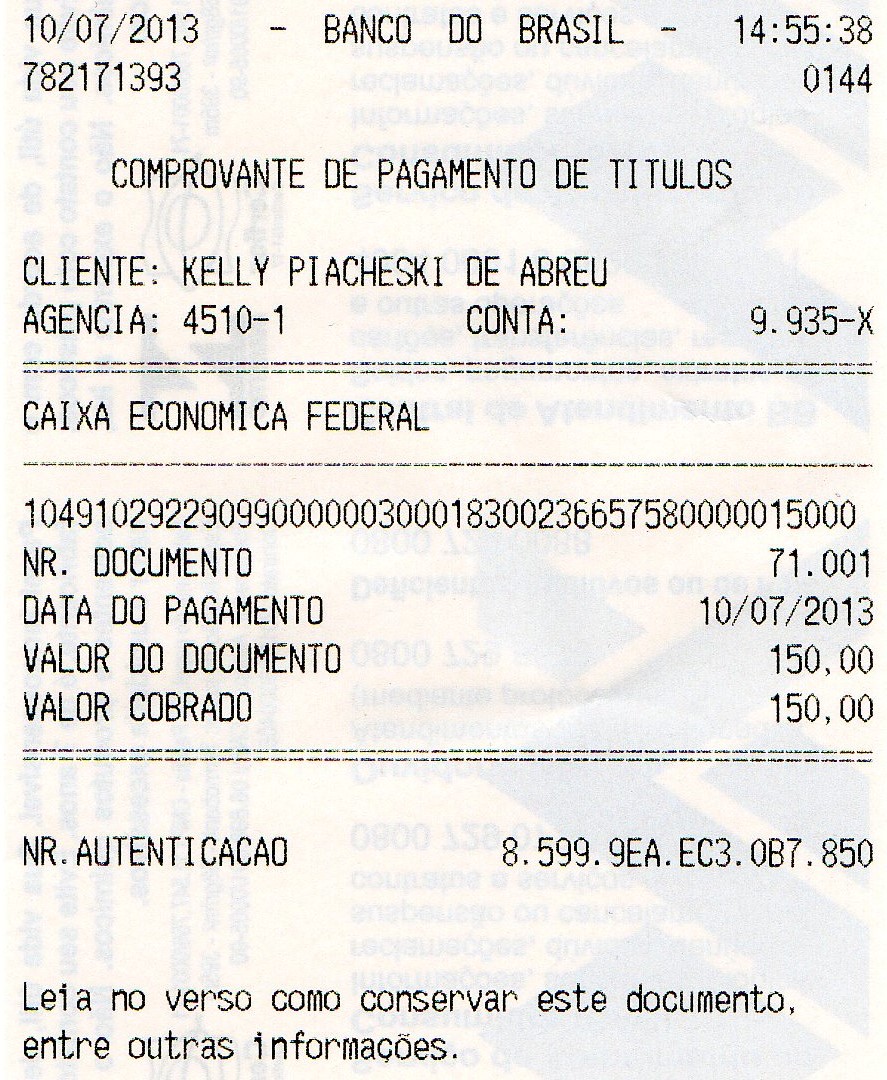 10/07/2013 - BANCO DO BRASIL - 14:55:38
782171393 0144
COMPROVANTE DE PAGAMENTO DE TITULOS
CLIENTE: KELLY PIACHESKI DE ABREU
AGENCIA: 4510-1 CONTA: 9.935-X
CAIXA ECONOMICA FEDERAL
10491029229099000000300018300236657580000015000
NR. DOCUMENTO 71.001
DATA DO PAGAMENTO 10/07/2013
VALOR DO DOCUMENTO 150,00
VALOR COBRADO 150,00
NR.AUTENTICACAO 8.599.9EA.EC3.0B7.850
Leia no verso como conservar este documento,
entre outras informações.